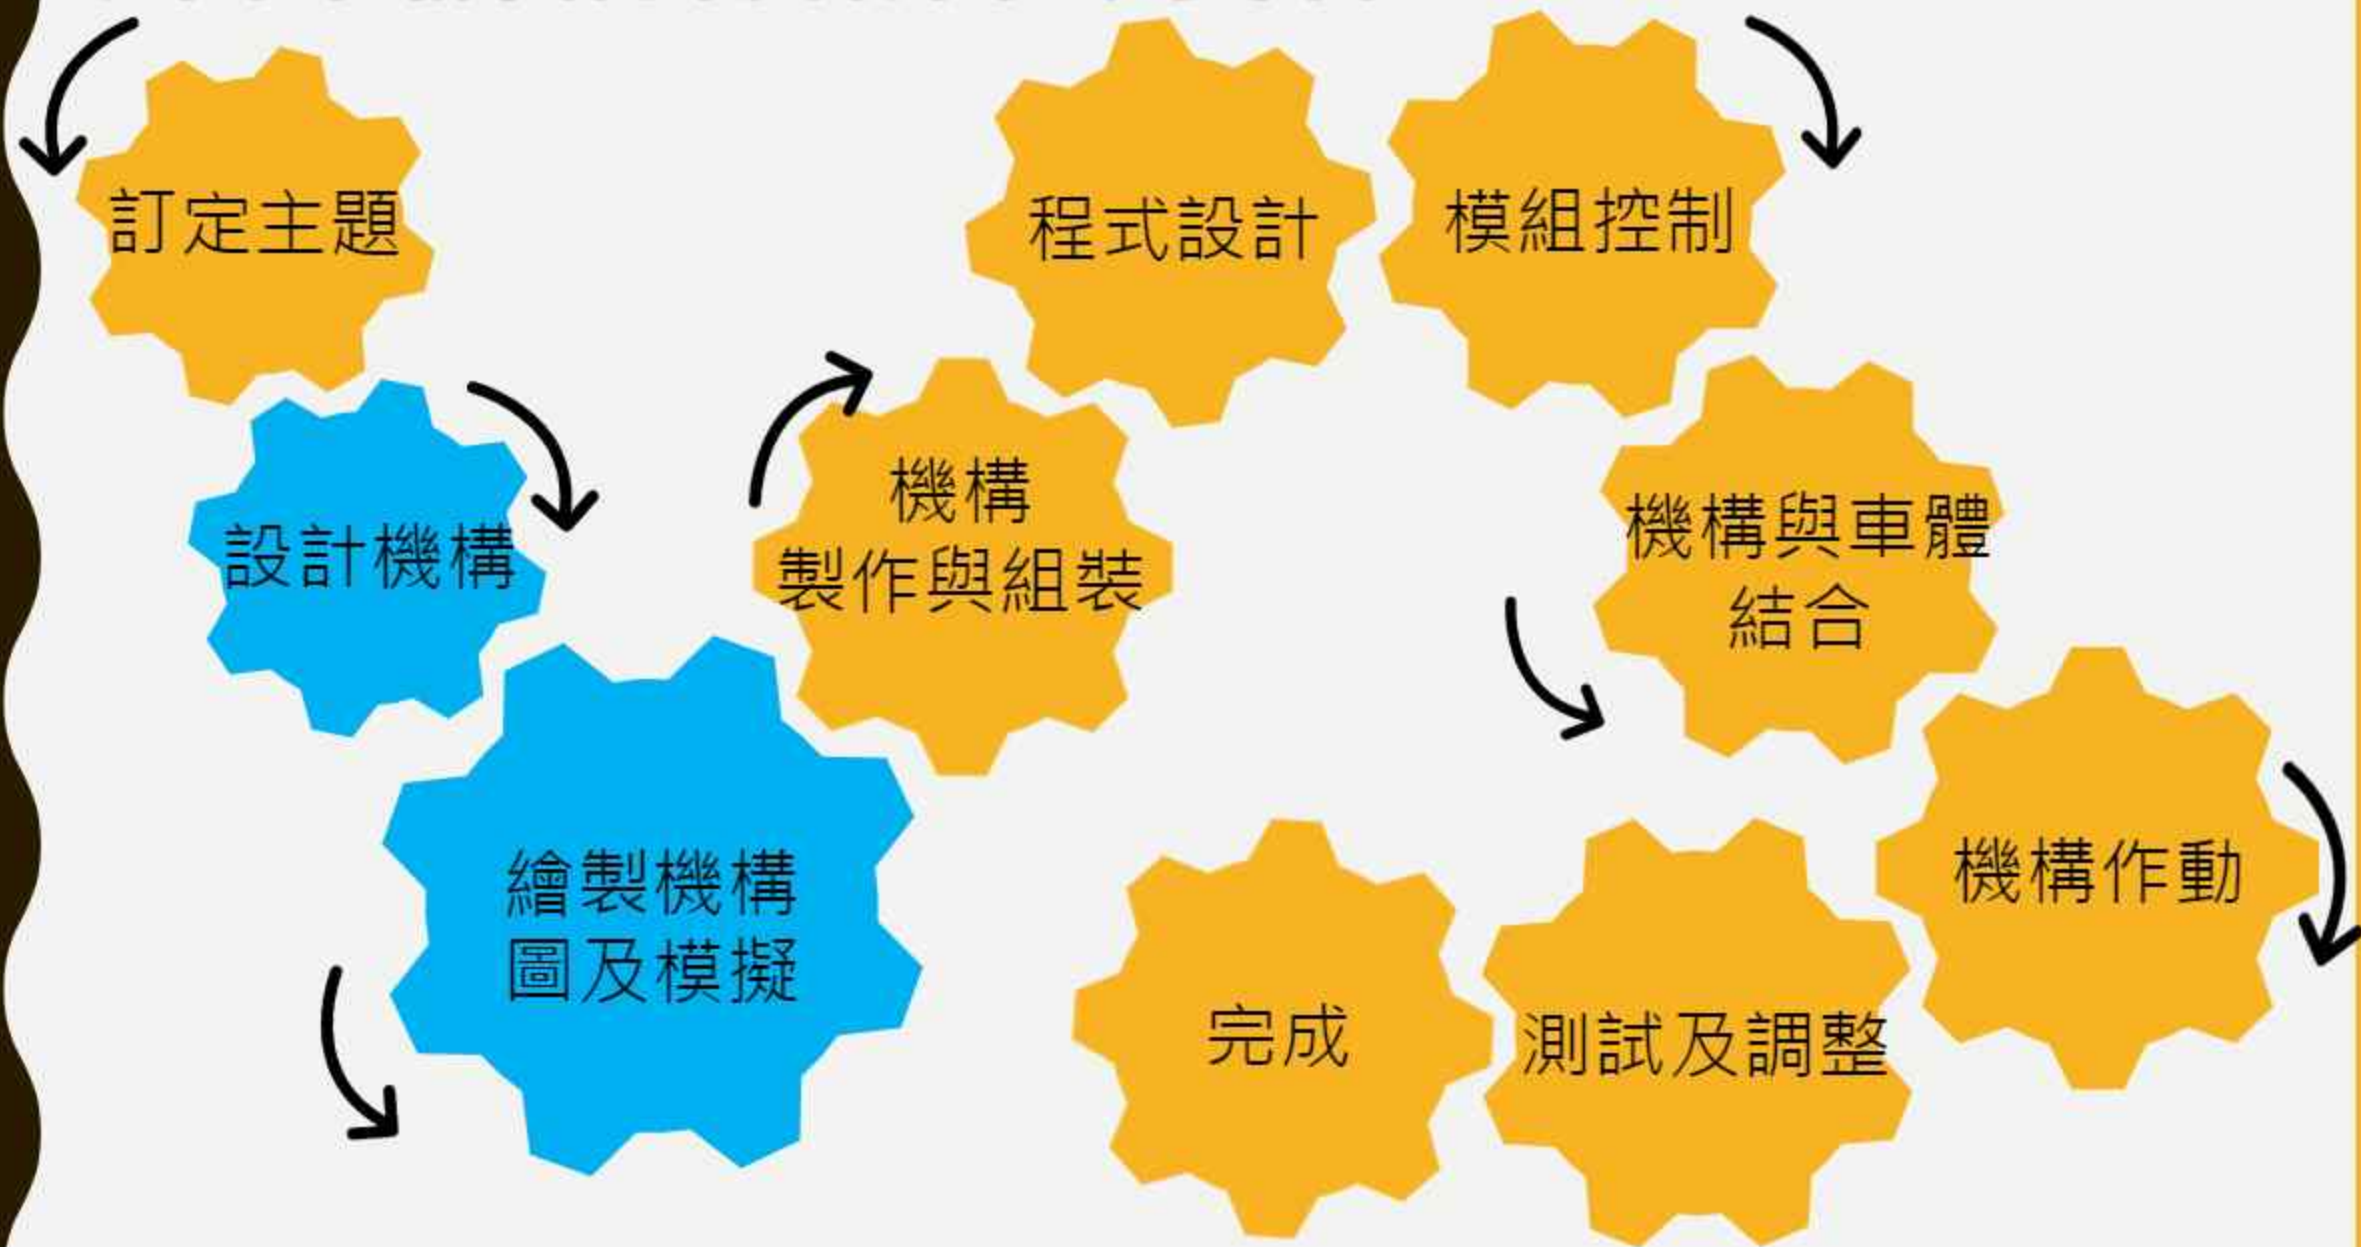 訂定主題
設計機構
繪製機構
圖及模擬
機構
製作與組裝
程式設計
模組控制
機構與車體
結合
機構作動
測試及調整
完成